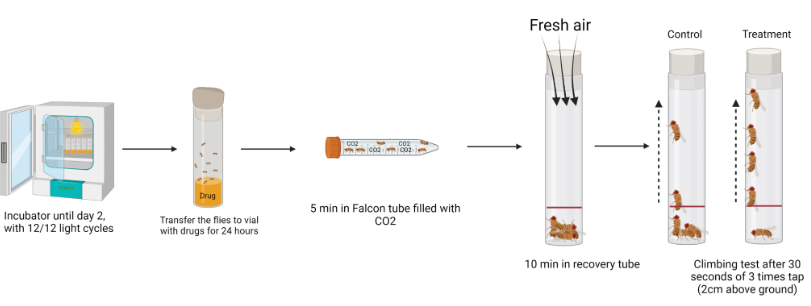 Fresh air
Control
Treatment
CO2 CO2
CO2 CO2
Drug
Incubator until day 2,
with 12/12 light cycles
Transfer the flies to vial
with drugs for 24 hours
5 min in Falcon tube filled with
CO2
10 min in recovery tube
Climbing test after 30
seconds of 3 times tap
(2cm above ground)